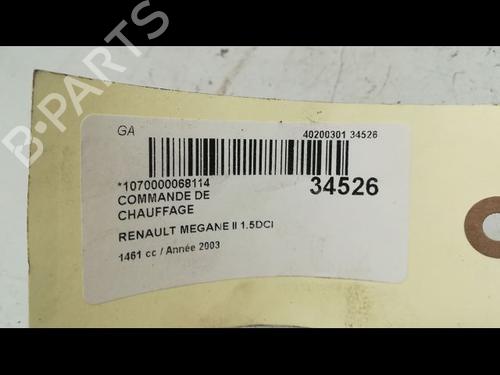 B-PARTS
GA
40200301 34526
*1070000068114
34526
COMMANDE DE
CHAUFFAGE
RENAULT MEGANE II 1.5DCI
1461 cc / Année 2003